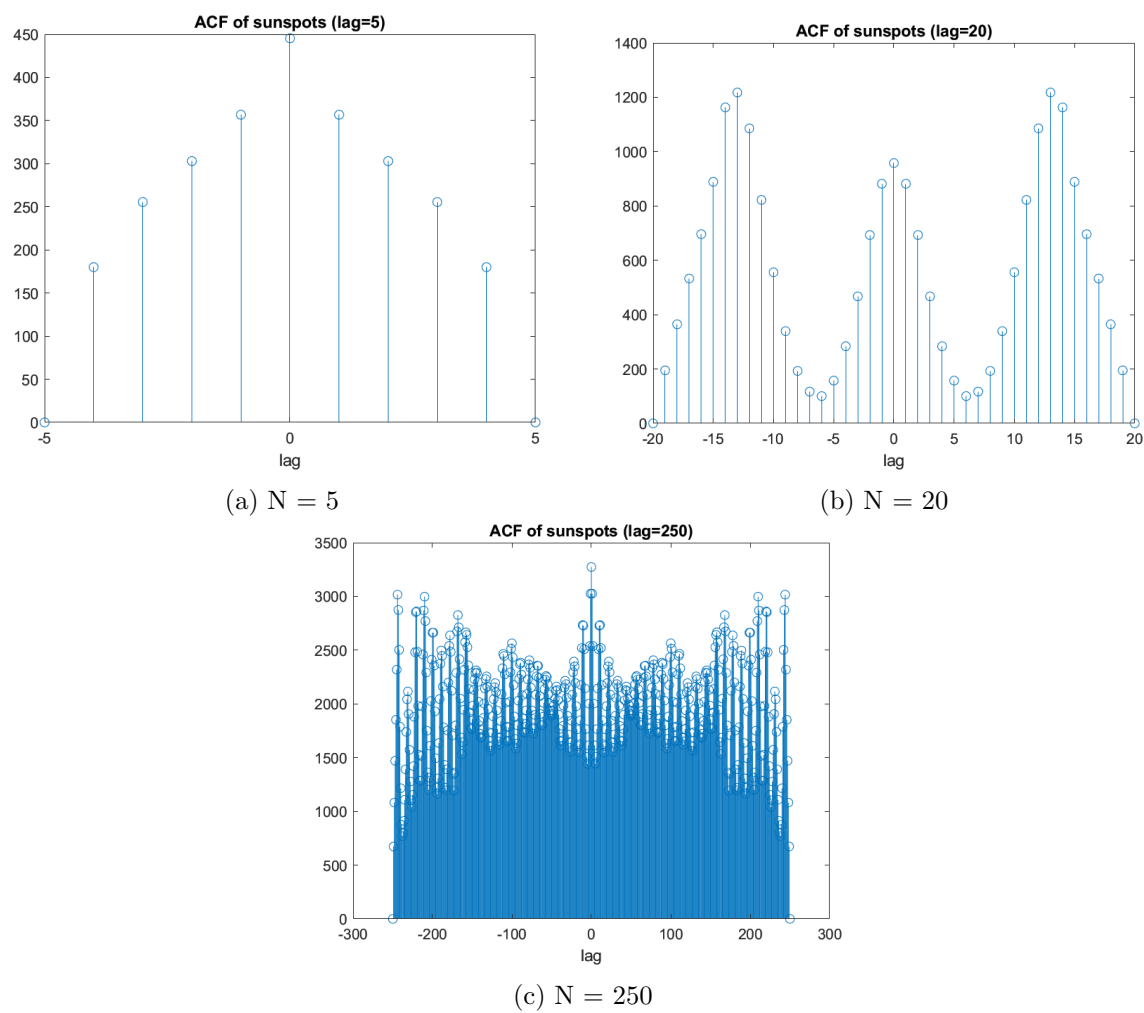 ACF of sunspots (lag=5)
450
400
350
300
250
200
150
100
50
0
-5 0 5
lag
(a) N = 5
ACF of sunspots (lag=20)
1400
1200
1000
800
600
400
200
0
-20 -15 -10 -5 0 5 10 15 20
lag
(b) N = 20
ACF of sunspots (lag=250)
3500
3000
2500
2000
1500
1000
500
0
-300 -200 -100 0 100 200 300
lag
(c) N = 250